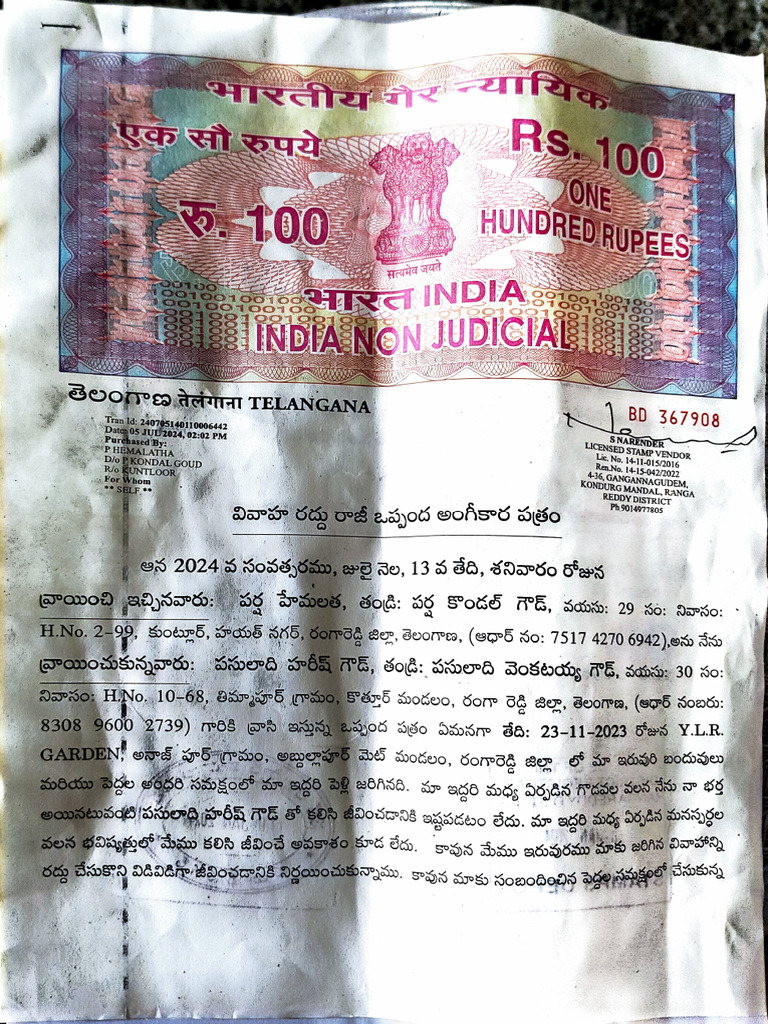 भारतीय गैर न्यायिक
एक सौ रुपये
Rs. 100
रु. 100
ONE
HUNDRED RUPEES
सत्यमेव जयते
भारत INDIA
INDIA NON JUDICIAL
తెలంగాణ तेलंगाना TELANGANA
Tran Id: 240705140110006442
Date: 05 JUL 2024, 02:02 PM
Purchased By:
P HEMALATHA
D/o P KONDAL GOUD
R/o KUNTLOOR
For Whom
** SELF **
BD 367908
S NARENDER
LICENSED STAMP VENDOR
Lic. No. 14-11-015/2016
Ren.No. 14-15-042/2022
4-36, GANGANNAGUDEM,
KONDURG MANDAL, RANGA
REDDY DISTRICT
Ph 9014977805
వివాహ రద్దు రాజీ ఒప్పంద అంగీకార పత్రం
ఆన 2024 వ సంవత్సరము, జులై నెల, 13 వ తేది, శనివారం రోజున
వ్రాయించి ఇచ్చినవారు: పర్ష హేమలత, తండ్రి: పర్ష కొండల్ గౌడ్, వయసు: 29 సం: నివాసం:
H.No. 2-99, కుంట్లూర్, హయత్ నగర్, రంగారెడ్డి జిల్లా, తెలంగాణ, (ఆధార్ నం: 7517 4270 6942),అను నేను
వ్రాయించుకున్నవారు: పసులాది హరీష్ గౌడ్, తండ్రి: పసులాది వెంకటయ్య గౌడ్, వయసు: 30 సం:
నివాసం: H.No. 10-68, తిమ్మాపూర్ గ్రామం, కొత్తూర్ మండలం, రంగా రెడ్డి జిల్లా, తెలంగాణ, (ఆధార్ నంబరు:
8308 9600 2739) గారికి వ్రాసి ఇస్తున్న ఒప్పంద పత్రం ఏమనగా తేది: 23-11-2023 రోజున Y.L.R.
GARDEN, అనాజ్ పూర్ గ్రామం, అబ్దుల్లాపూర్ మెట్ మండలం, రంగారెడ్డి జిల్లా లో మా ఇరువురి బందువులు
మరియు పెద్దల అందరి సమక్షంలో మా ఇద్దరి పెళ్లి జరిగినది. మా ఇద్దరి మధ్య ఏర్పడిన గొడవల వలన నేను నా భర్త
అయినటువంటి పసులాది హరీష్ గౌడ్ తో కలిసి జీవించడానికి ఇష్టపడటం లేదు. మా ఇద్దరి మధ్య ఏర్పడిన మనస్పర్థల
వలన భవిష్యత్తులో మేము కలిసి జీవించే అవకాశం కూడ లేదు. కావున మేము ఇరువురము మాకు జరిగిన వివాహాన్ని
రద్దు చేసుకొని విడివిడిగా జీవించడానికి నిర్ణయించుకున్నాము. కావున మాకు సంబందించిన పెద్దల సమక్షంలో చేసుకున్న